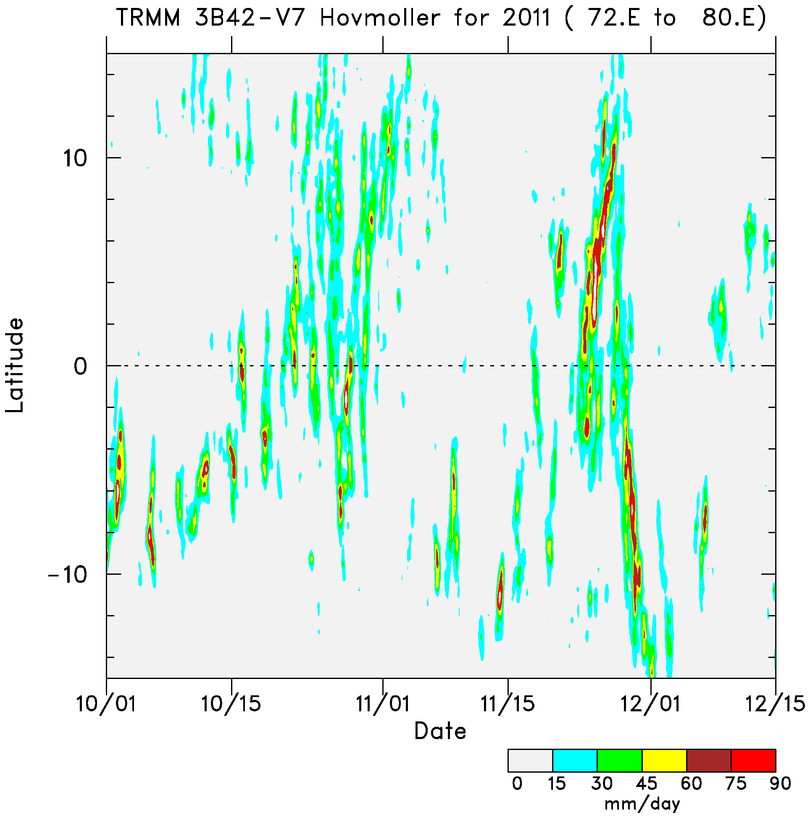 TRMM 3B42-V7 Hovmoller for 2011 ( 72.E to  80.E)
10
0
-10
Latitude
10/01 10/15 11/01 11/15 12/01 12/15
Date
0 15 30 45 60 75 90
mm/day